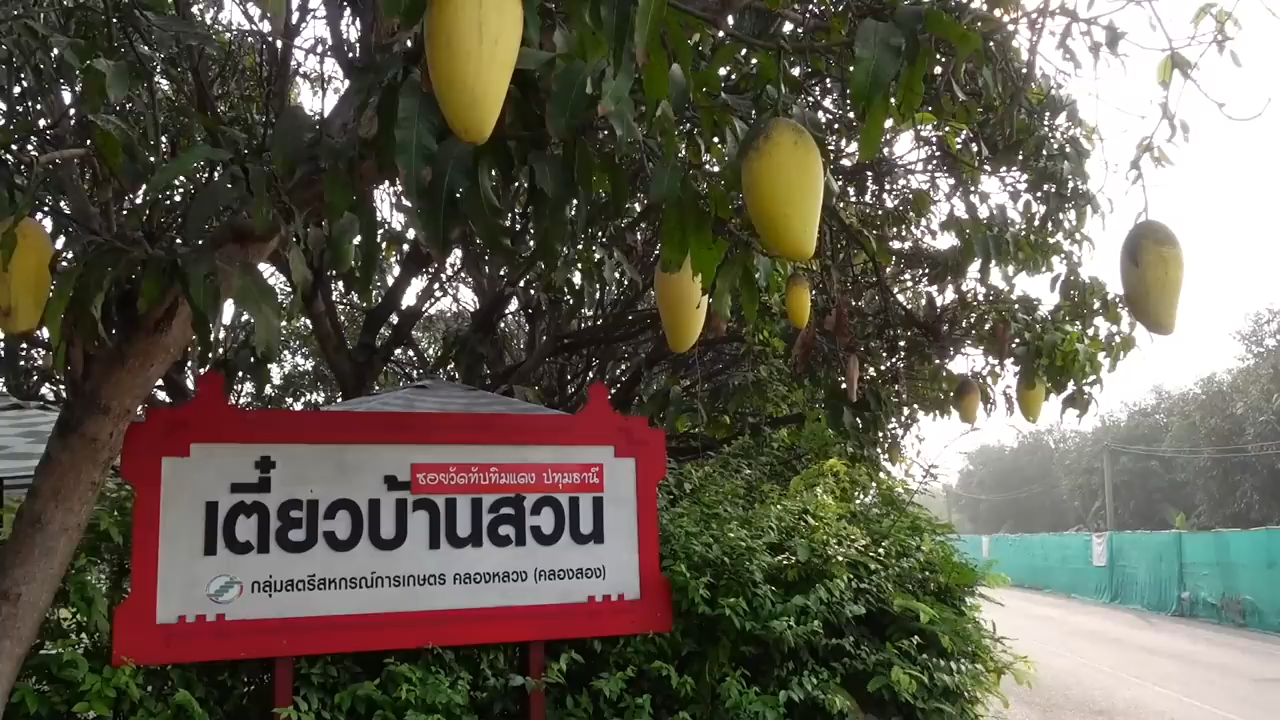 ซอยวัดทับทิมแดง ปทุมธานี
เตี๋ยวบ้านสวน
กลุ่มสตรีสหกรณ์การเกษตร คลองหลวง (คลองสอง)